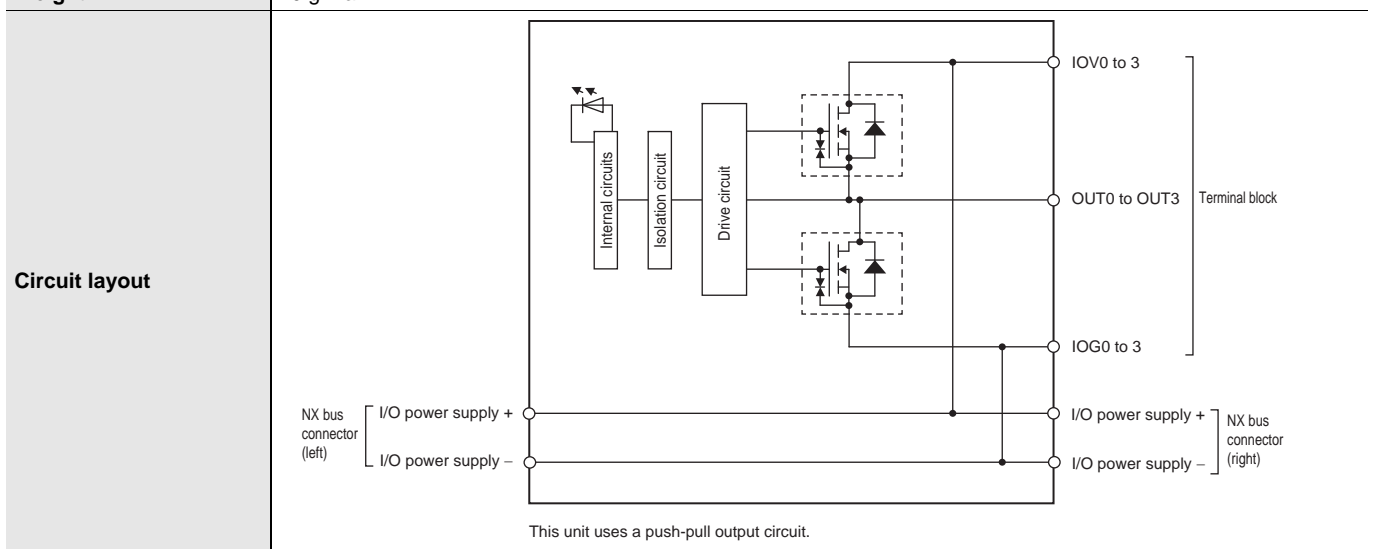 Circuit layout
IOV0 to 3
Internal circuits
Isolation circuit
Drive circuit
OUT0 to OUT3
Terminal block
IOG0 to 3
NX bus
connector
(left)
I/O power supply +
I/O power supply −
I/O power supply +
I/O power supply −
NX bus
connector
(right)
This unit uses a push-pull output circuit.